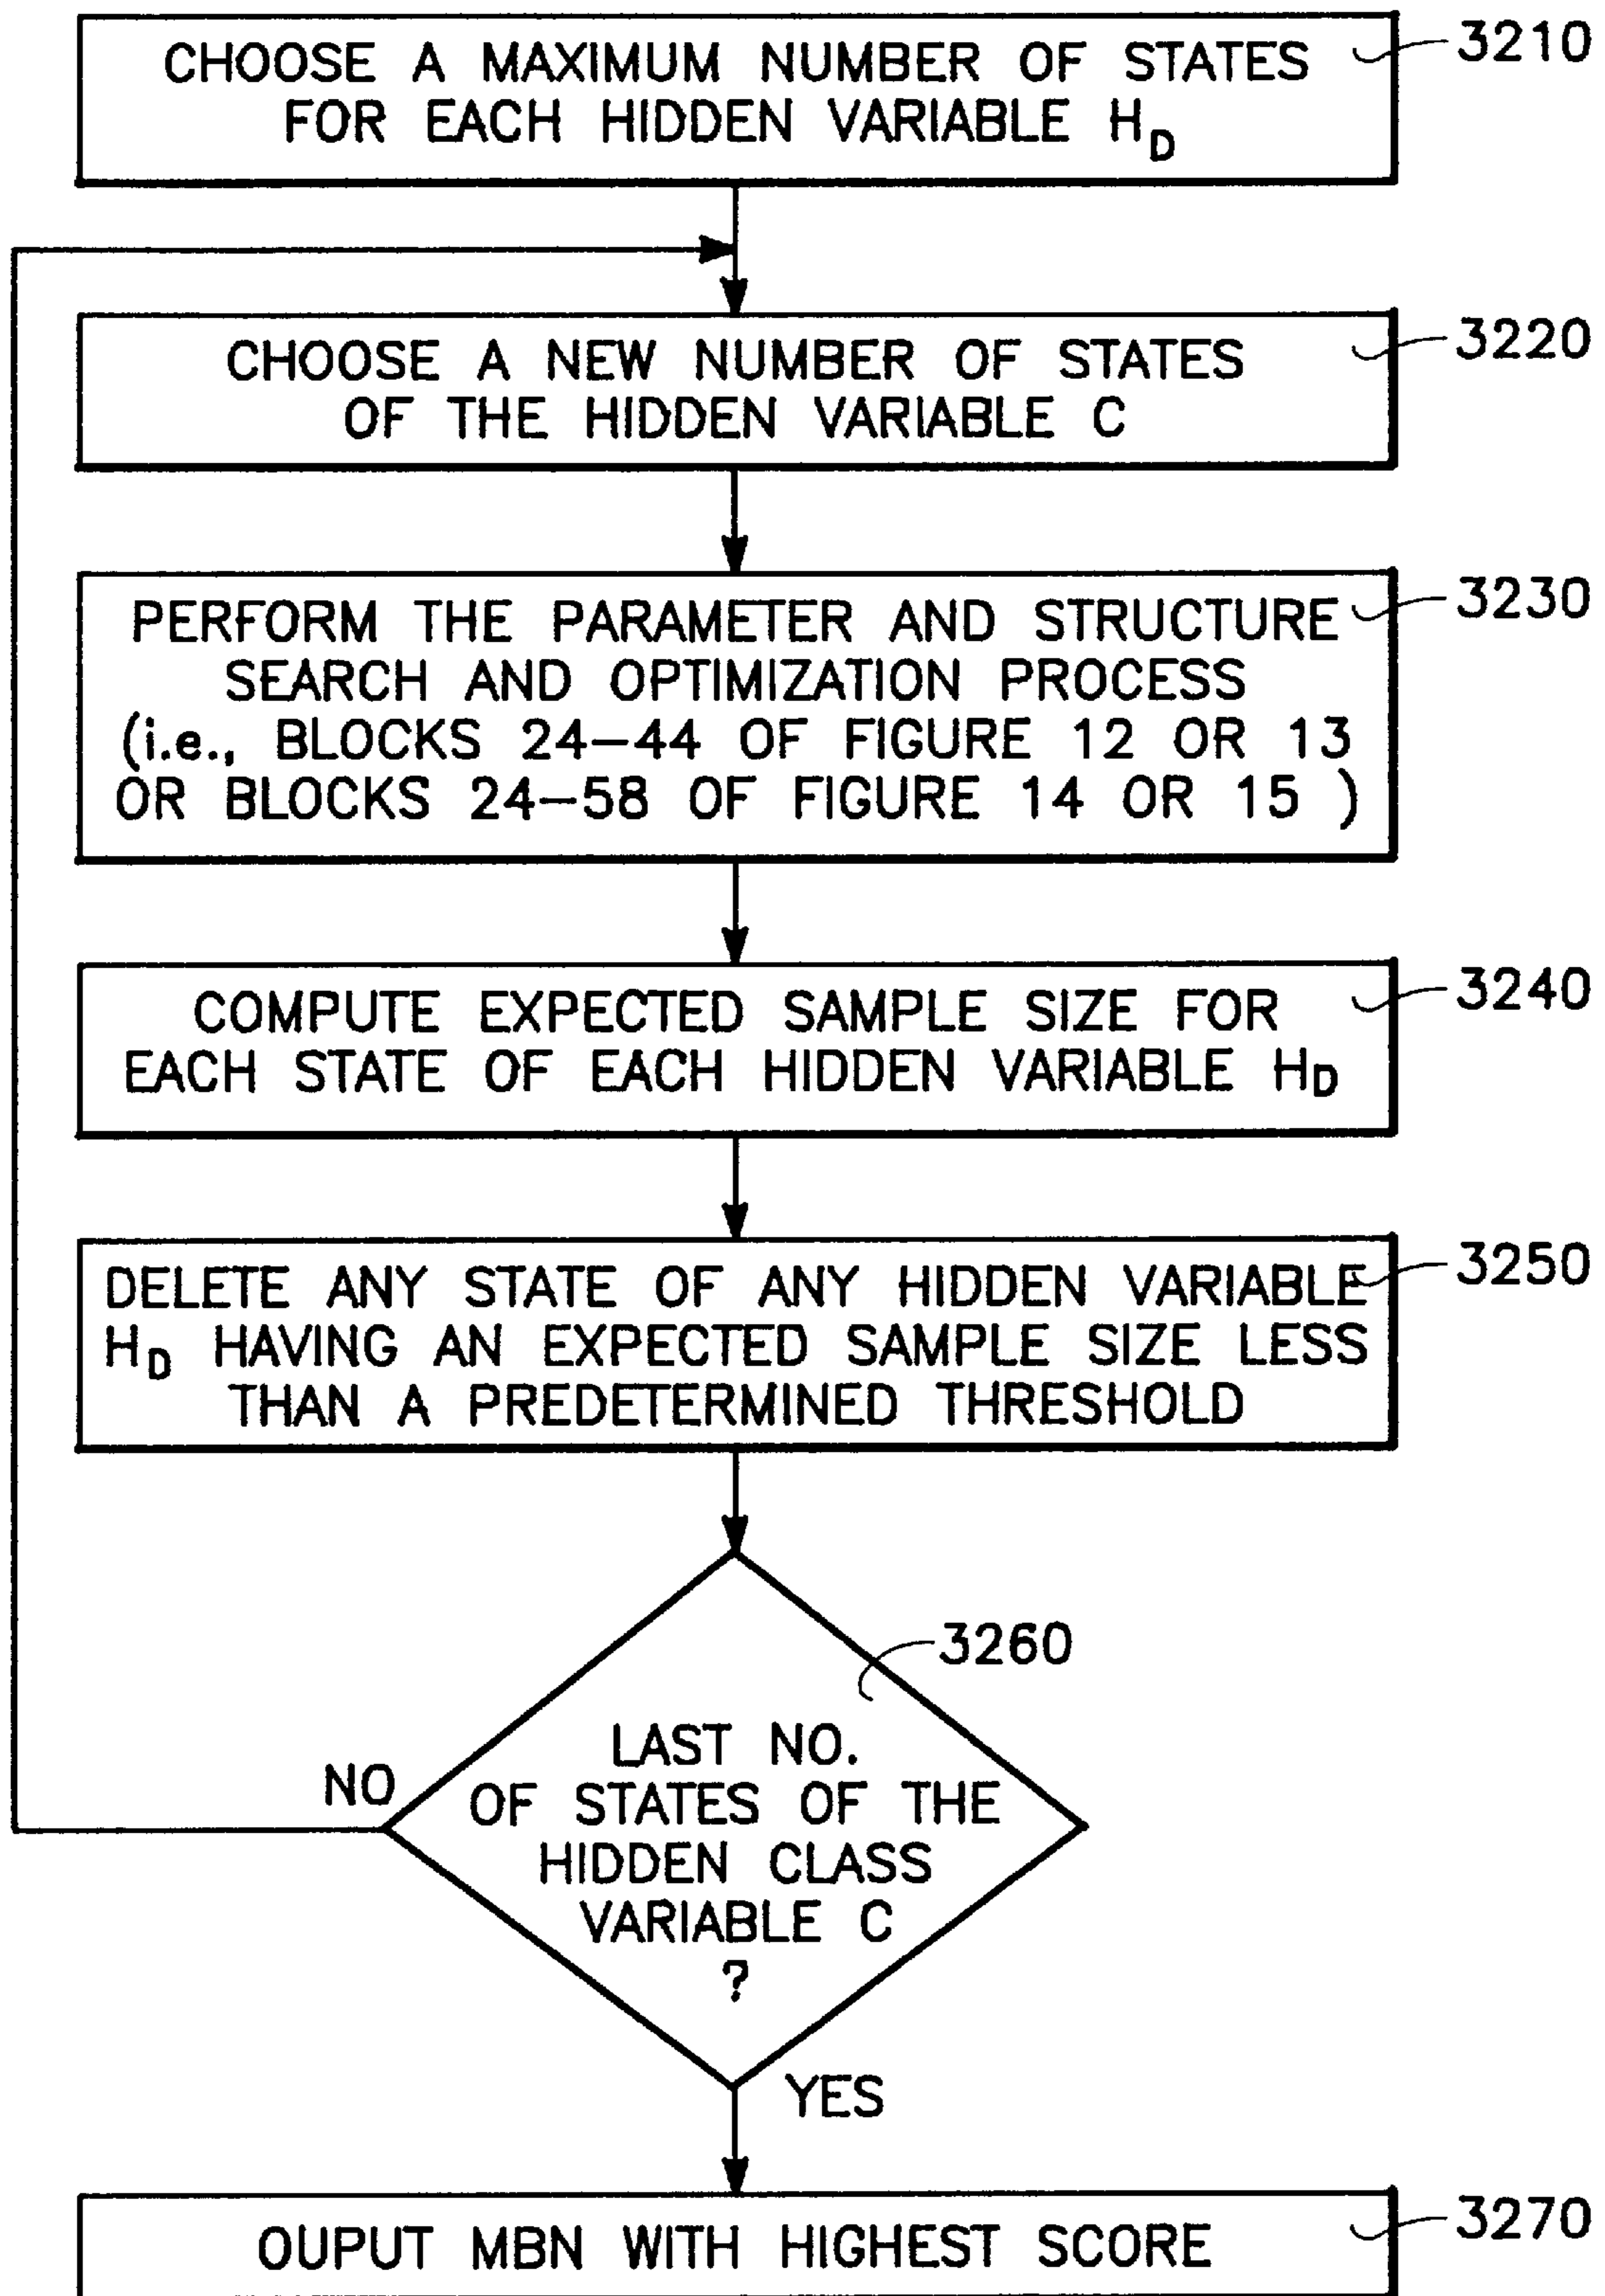 CHOOSE A MAXIMUM NUMBER OF STATES
FOR EACH HIDDEN VARIABLE HD
3210
CHOOSE A NEW NUMBER OF STATES
OF THE HIDDEN VARIABLE C
3220
PERFORM THE PARAMETER AND STRUCTURE
SEARCH AND OPTIMIZATION PROCESS
(i.e., BLOCKS 24–44 OF FIGURE 12 OR 13
OR BLOCKS 24–58 OF FIGURE 14 OR 15 )
3230
COMPUTE EXPECTED SAMPLE SIZE FOR
EACH STATE OF EACH HIDDEN VARIABLE HD
3240
DELETE ANY STATE OF ANY HIDDEN VARIABLE
HD HAVING AN EXPECTED SAMPLE SIZE LESS
THAN A PREDETERMINED THRESHOLD
3250
3260
LAST NO.
OF STATES OF THE
HIDDEN CLASS
VARIABLE C
?
NO
YES
OUPUT MBN WITH HIGHEST SCORE
3270